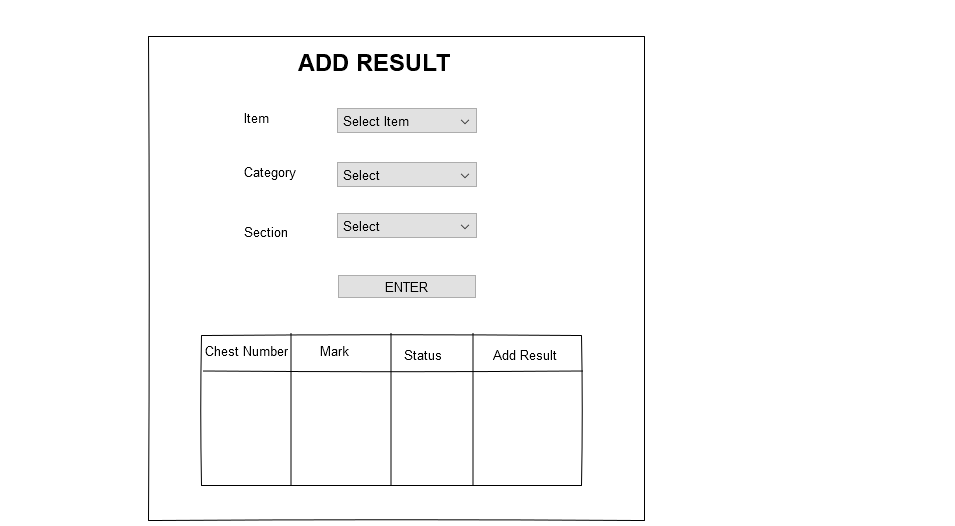 ADD RESULT
Item
Select Item
Category
Select
Section
Select
ENTER
Chest Number Mark Status Add Result